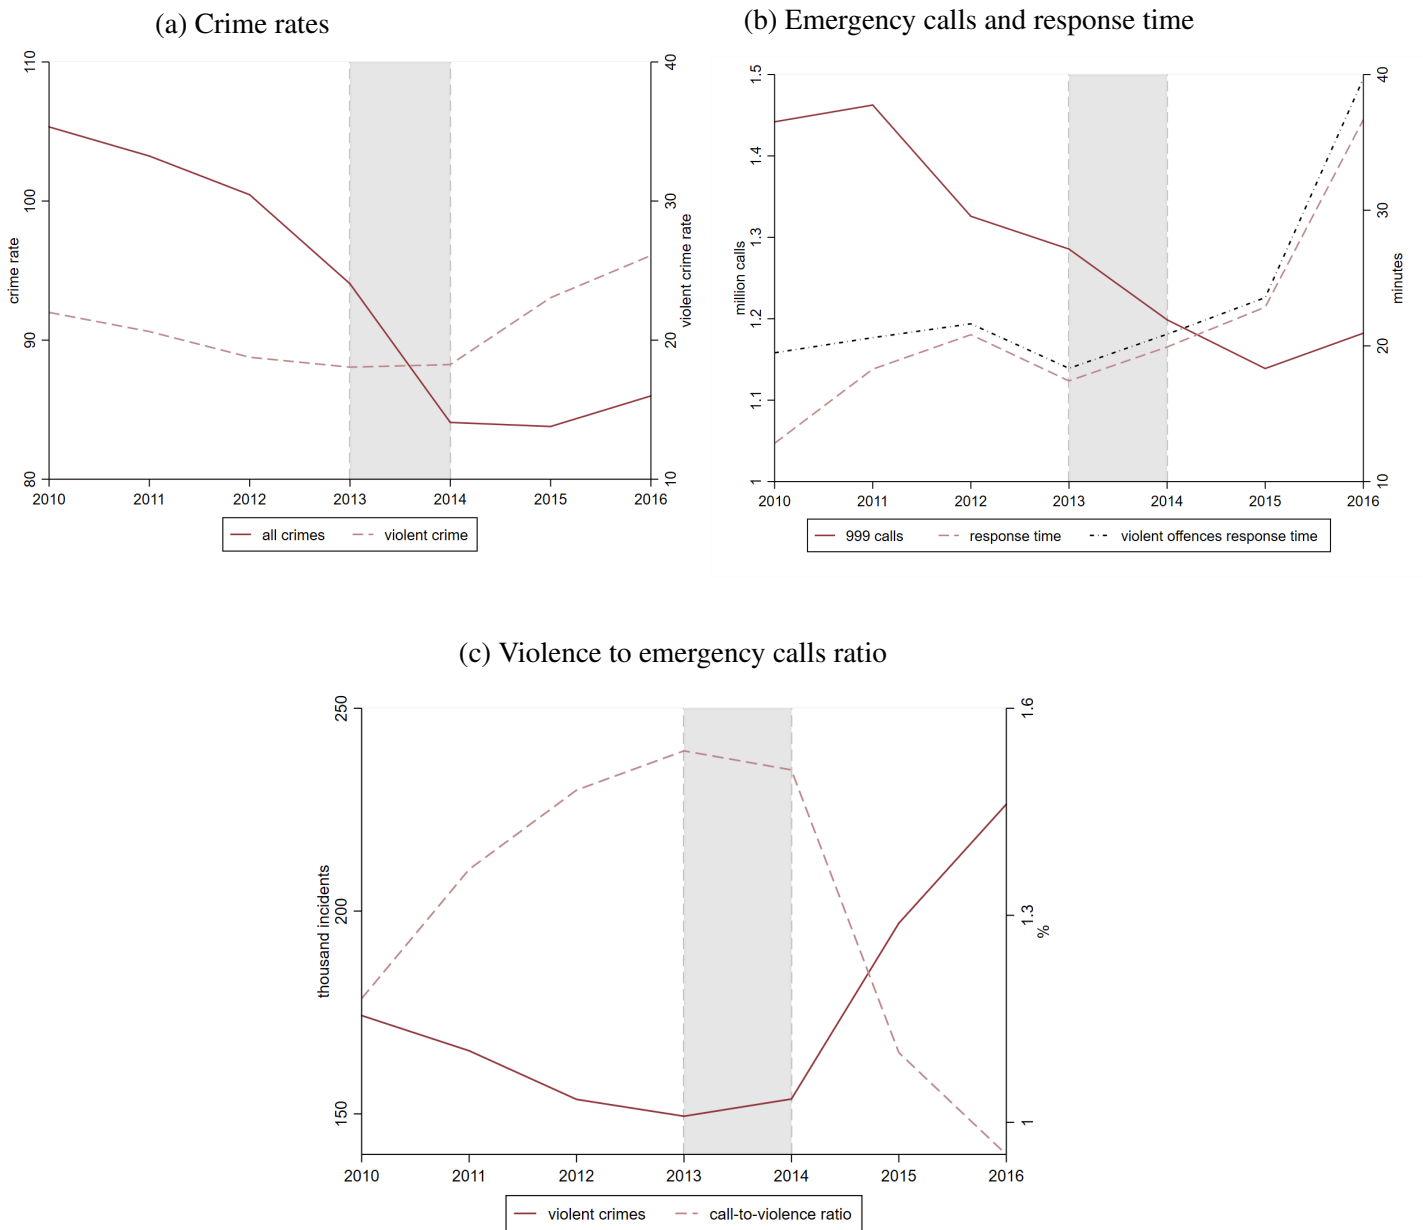 (a) Crime rates
110
100
90
80
crime rate
40
30
20
10
violent crime rate
2010 2011 2012 2013 2014 2015 2016
all crimes violent crime
(b) Emergency calls and response time
1.5
1.4
1.3
1.2
1.1
1
million calls
40
30
20
10
minutes
2010 2011 2012 2013 2014 2015 2016
999 calls response time violent offences response time
(c) Violence to emergency calls ratio
250
200
150
thousand incidents
1.6
1.3
1
%
2010 2011 2012 2013 2014 2015 2016
violent crimes call-to-violence ratio